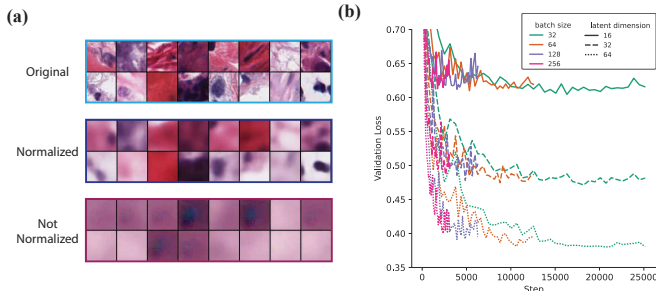 (a)
Original
Normalized
Not
Normalized
(b)
batch size
32
64
128
256
latent dimension
16
32
64
Validation Loss
0.70
0.65
0.60
0.55
0.50
0.45
0.40
0.35
0
5000
10000
15000
20000
25000
Step